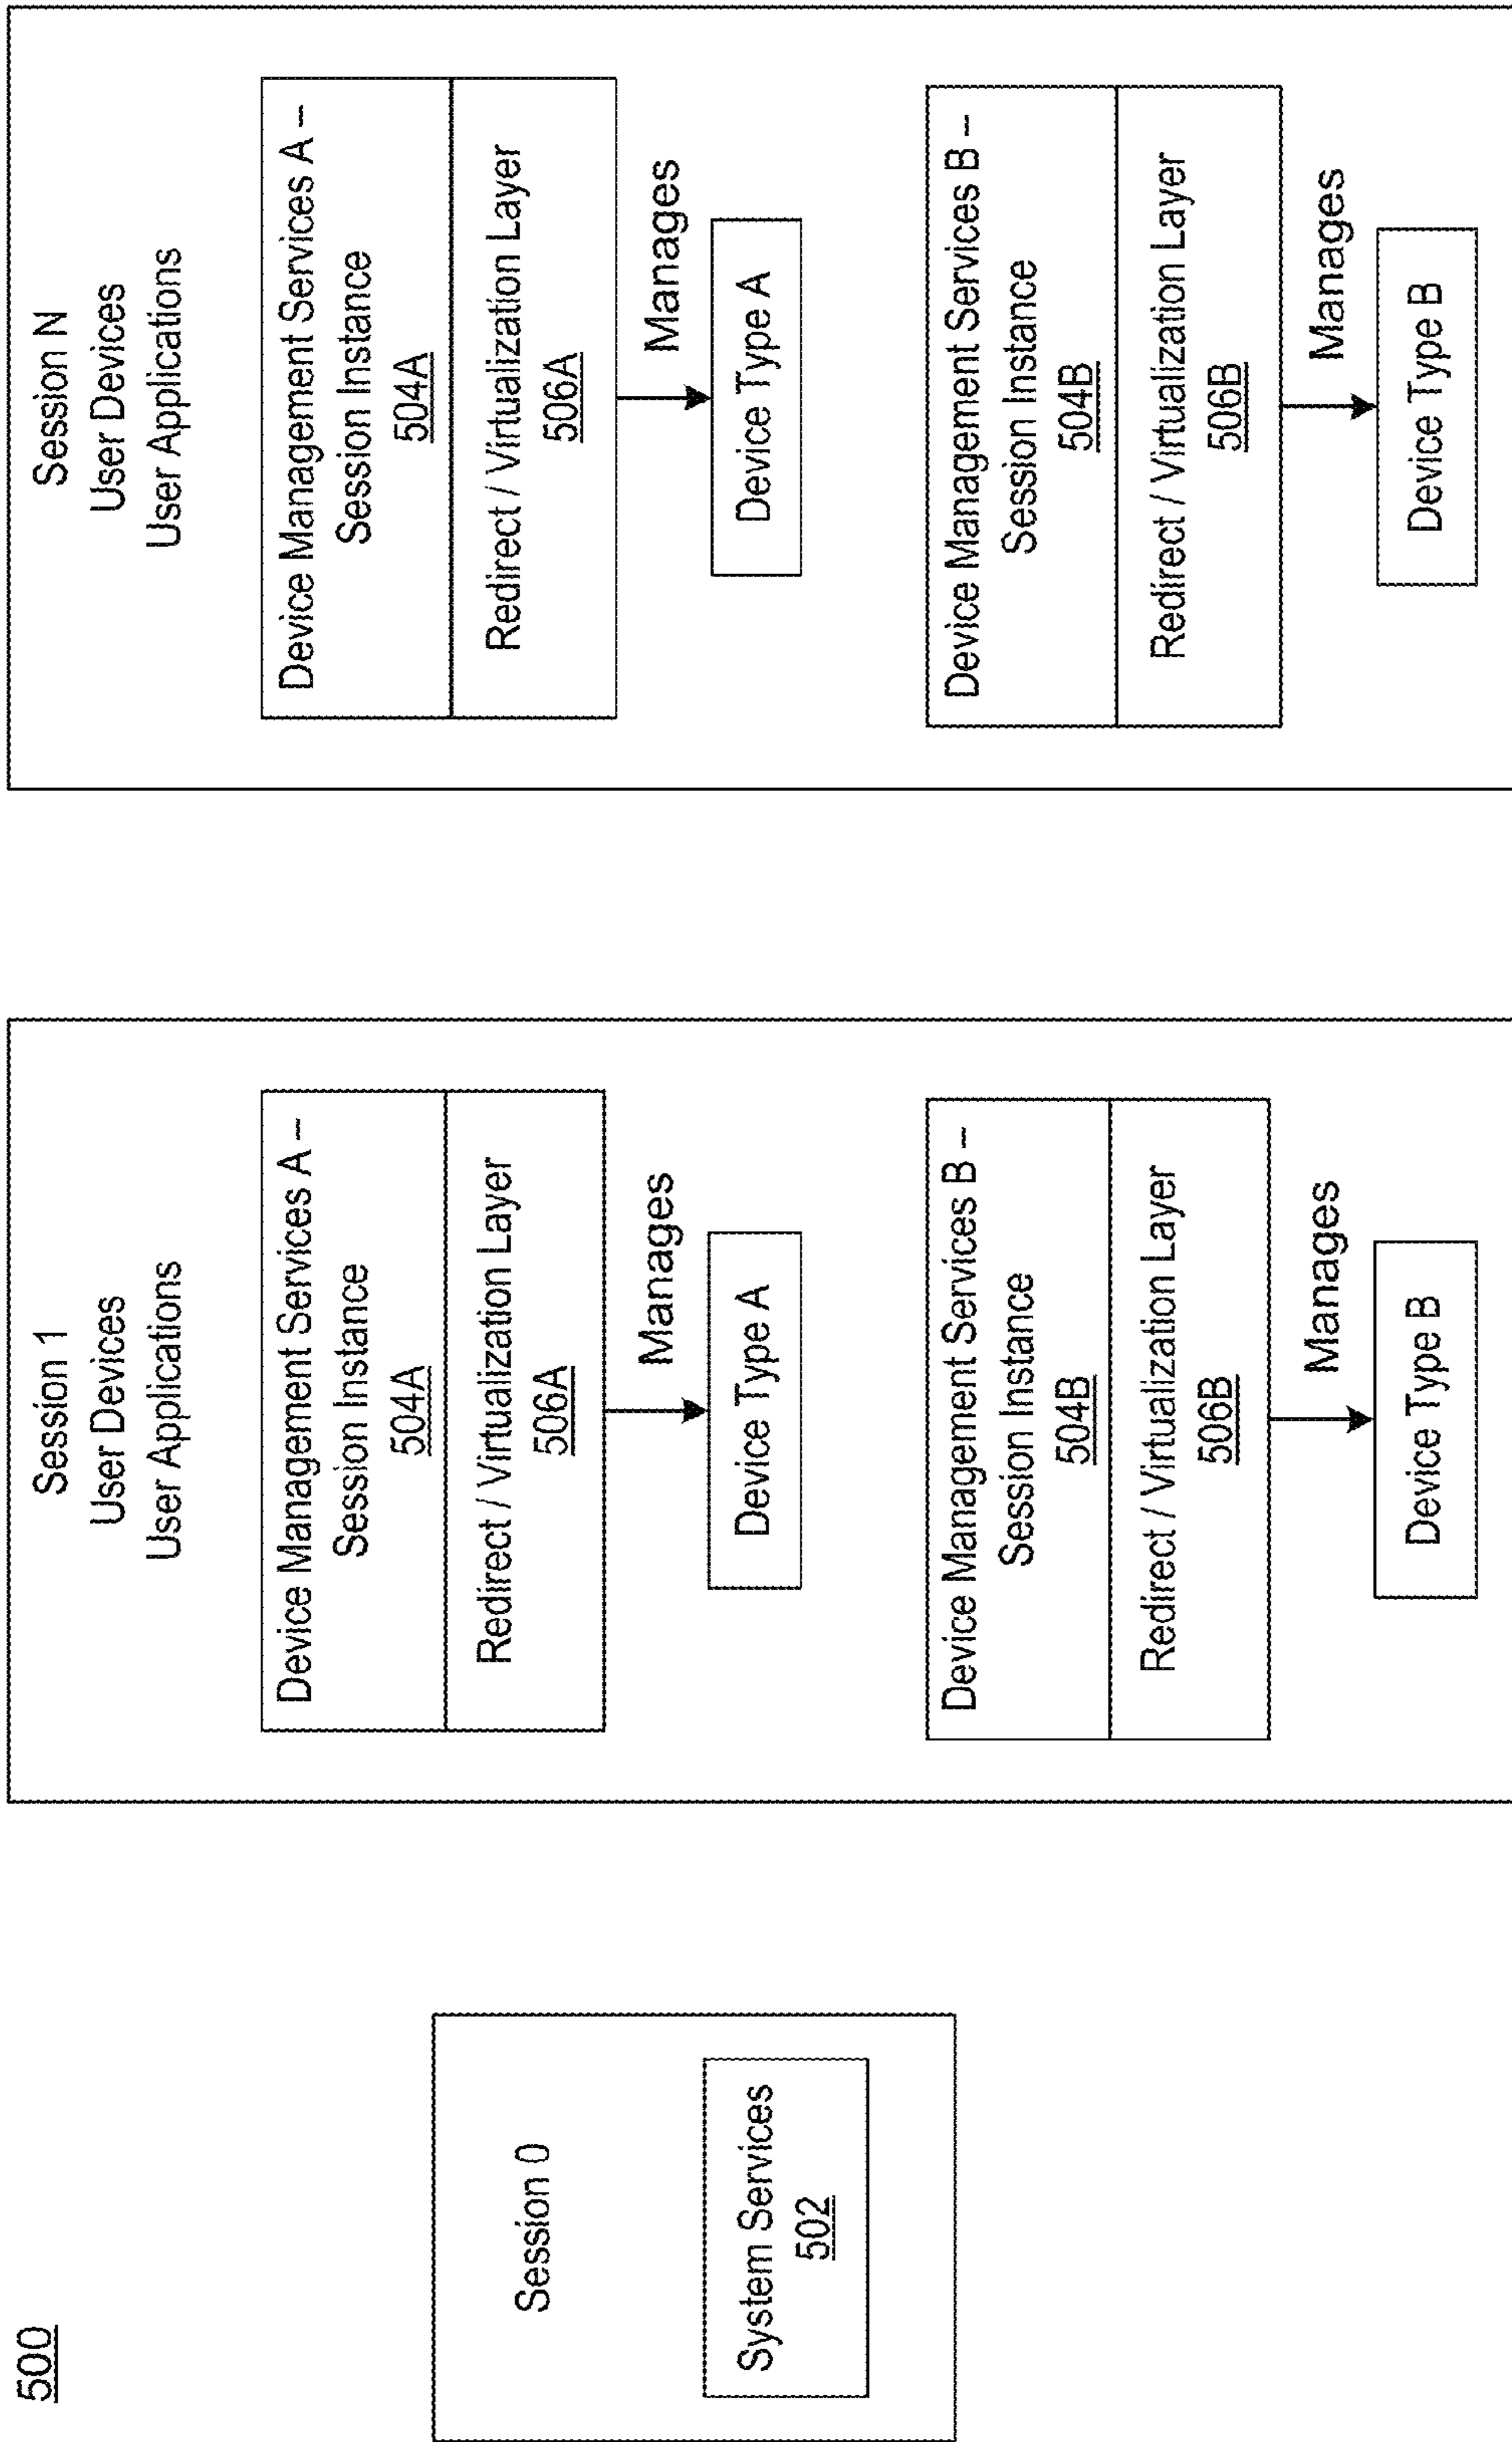 500
Session 0
System Services
502
Session 1
User Devices
User Applications
Device Management Services A –
Session Instance
504A
Redirect / Virtualization Layer
506A
Manages
Device Type A
Device Management Services B –
Session Instance
504B
Redirect / Virtualization Layer
506B
Manages
Device Type B
Session N
User Devices
User Applications
Device Management Services A –
Session Instance
504A
Redirect / Virtualization Layer
506A
Manages
Device Type A
Device Management Services B –
Session Instance
504B
Redirect / Virtualization Layer
506B
Manages
Device Type B